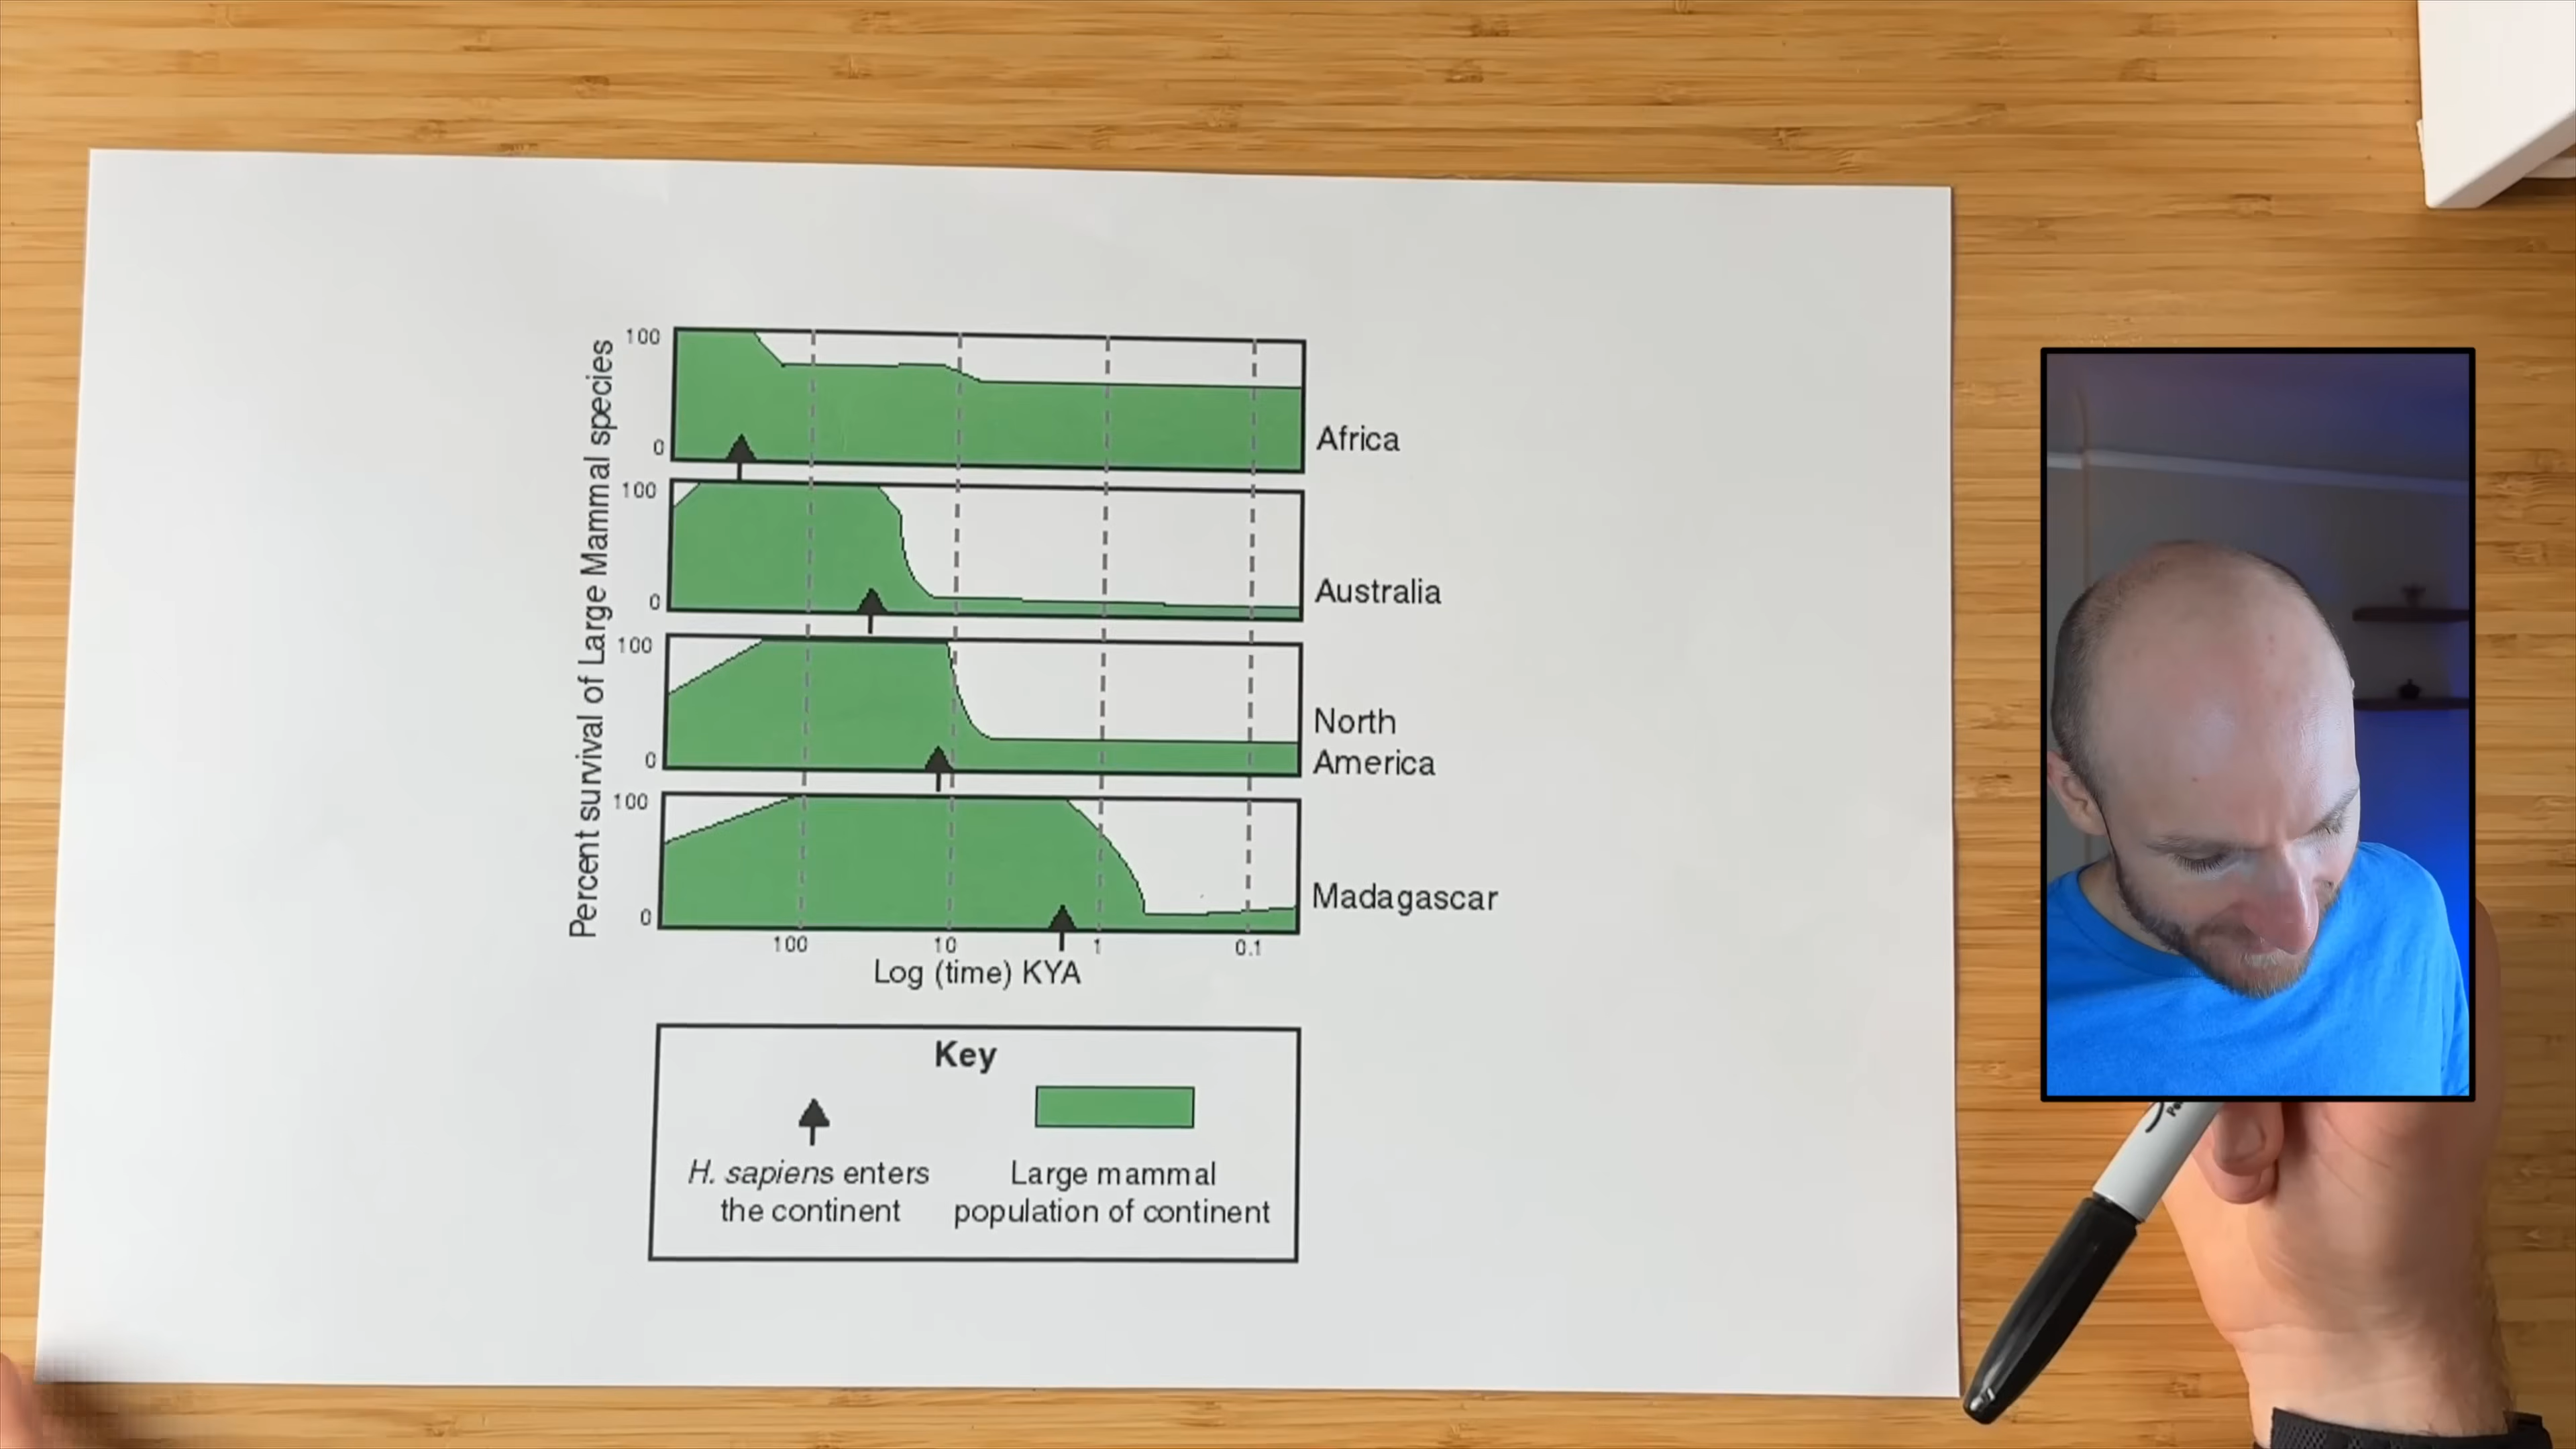 Percent survival of Large Mammal species
100
0
Africa
100
0
Australia
100
0
North
America
100
0
Madagascar
100 10 1 0.1
Log (time) KYA
Key
H. sapiens enters
the continent
Large mammal
population of continent